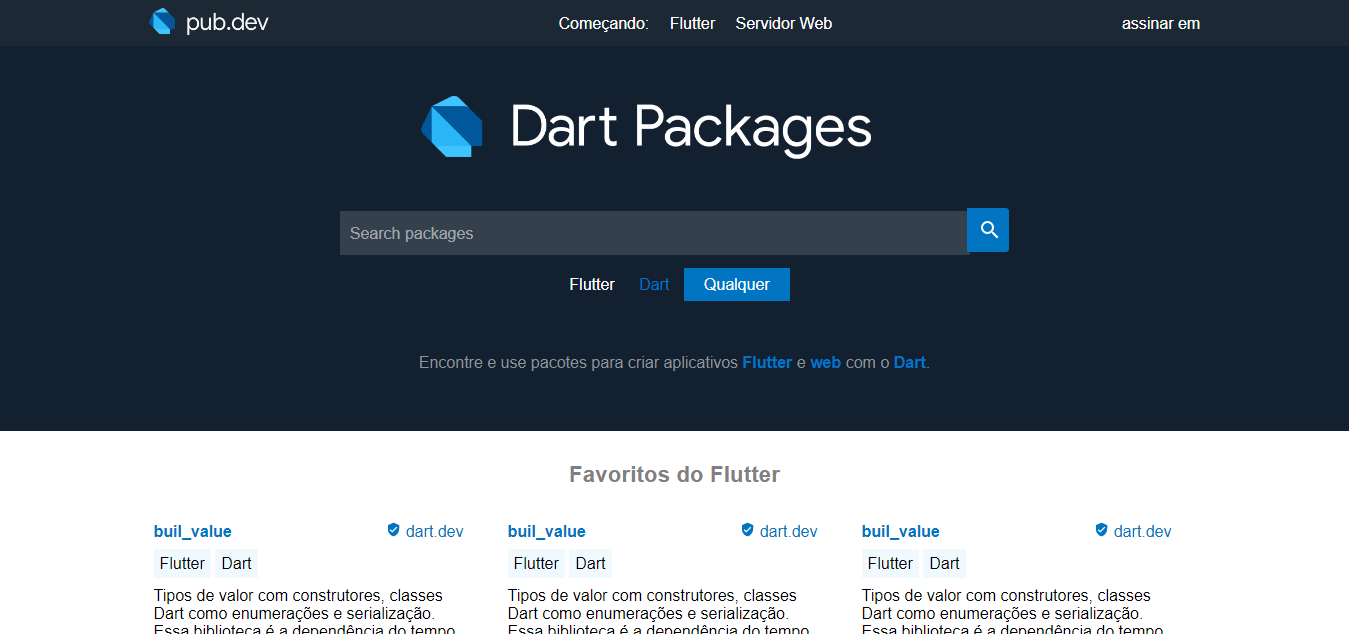 pub.dev Começando: Flutter Servidor Web assinar em
Dart Packages
Search packages
Flutter Dart Qualquer
Encontre e use pacotes para criar aplicativos Flutter e web com o Dart.
Favoritos do Flutter
buil_value dart.dev buil_value dart.dev buil_value dart.dev
Flutter Dart Flutter Dart Flutter Dart
Tipos de valor com construtores, classes Tipos de valor com construtores, classes Tipos de valor com construtores, classes
Dart como enumerações e serialização. Dart como enumerações e serialização. Dart como enumerações e serialização.
Essa biblioteca é a dependência do tempo Essa biblioteca é a dependência do tempo Essa biblioteca é a dependência do tempo